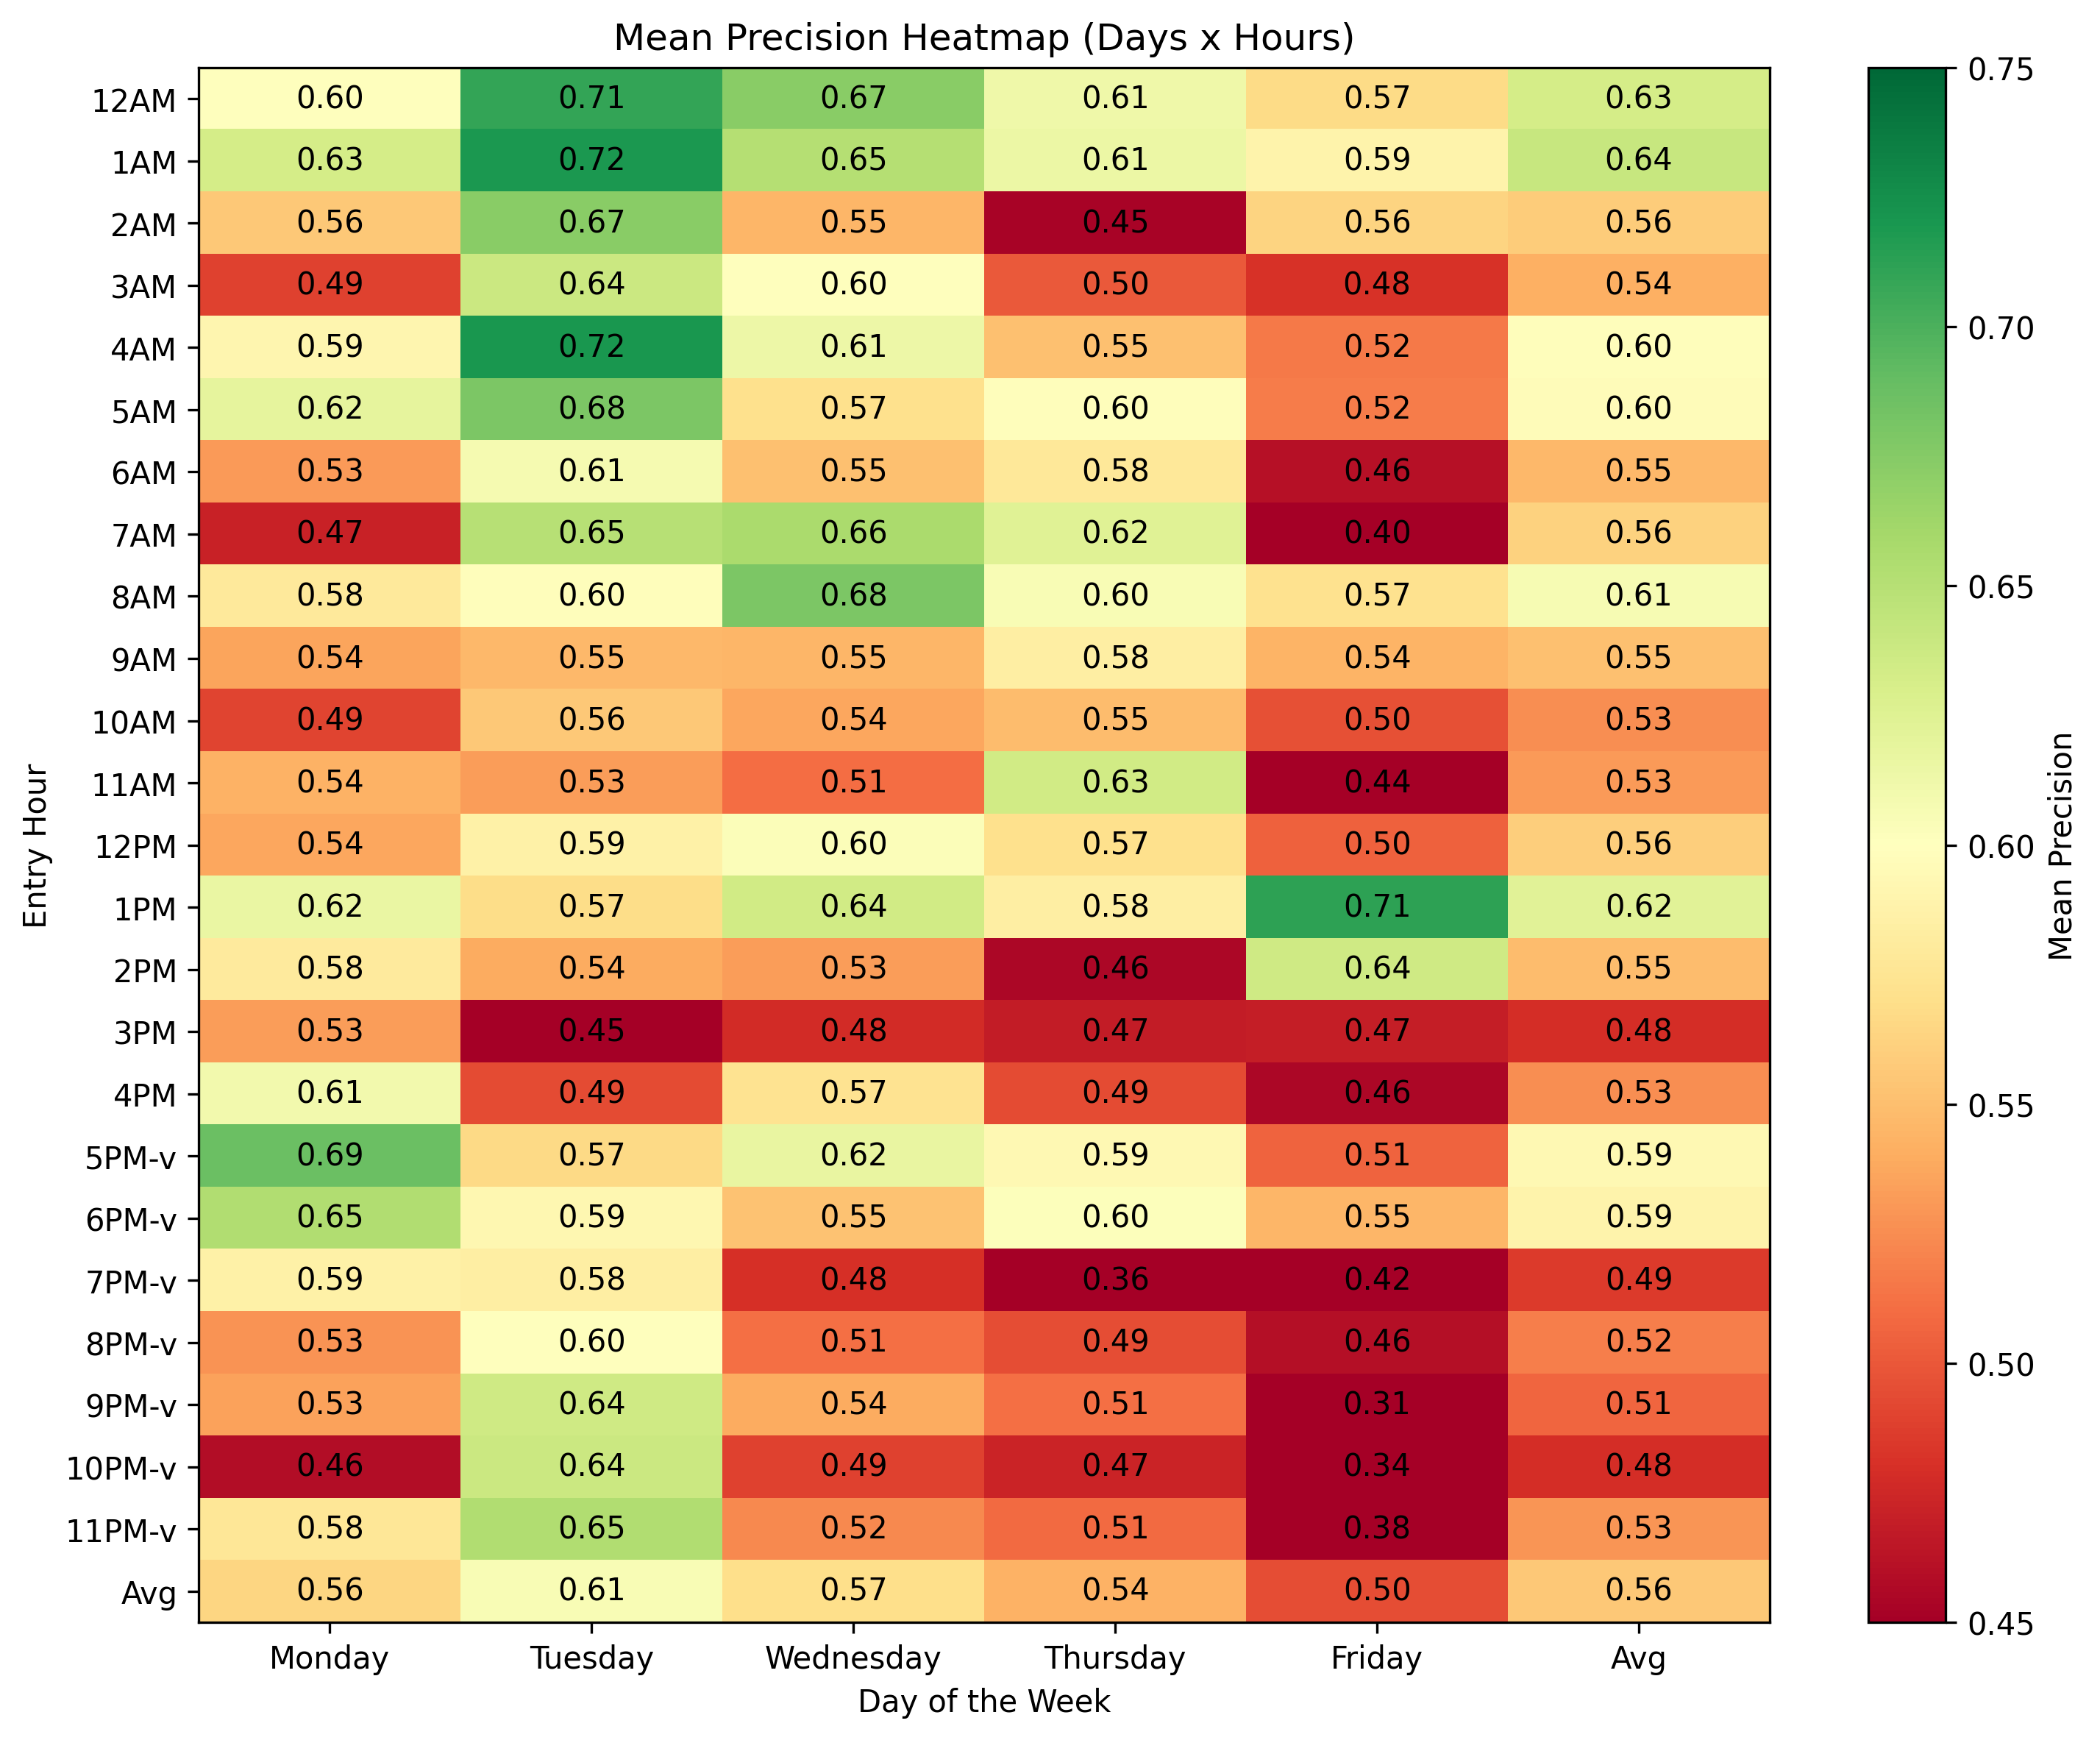 Mean Precision Heatmap (Days x Hours)
12AM 0.60 0.71 0.67 0.61 0.57 0.63
1AM 0.63 0.72 0.65 0.61 0.59 0.64
2AM 0.56 0.67 0.55 0.45 0.56 0.56
3AM 0.49 0.64 0.60 0.50 0.48 0.54
4AM 0.59 0.72 0.61 0.55 0.52 0.60
5AM 0.62 0.68 0.57 0.60 0.52 0.60
6AM 0.53 0.61 0.55 0.58 0.46 0.55
7AM 0.47 0.65 0.66 0.62 0.40 0.56
8AM 0.58 0.60 0.68 0.60 0.57 0.61
9AM 0.54 0.55 0.55 0.58 0.54 0.55
10AM 0.49 0.56 0.54 0.55 0.50 0.53
11AM 0.54 0.53 0.51 0.63 0.44 0.53
12PM 0.54 0.59 0.60 0.57 0.50 0.56
1PM 0.62 0.57 0.64 0.58 0.71 0.62
2PM 0.58 0.54 0.53 0.46 0.64 0.55
3PM 0.53 0.45 0.48 0.47 0.47 0.48
4PM 0.61 0.49 0.57 0.49 0.46 0.53
5PM-v 0.69 0.57 0.62 0.59 0.51 0.59
6PM-v 0.65 0.59 0.55 0.60 0.55 0.59
7PM-v 0.59 0.58 0.48 0.36 0.42 0.49
8PM-v 0.53 0.60 0.51 0.49 0.46 0.52
9PM-v 0.53 0.64 0.54 0.51 0.31 0.51
10PM-v 0.46 0.64 0.49 0.47 0.34 0.48
11PM-v 0.58 0.65 0.52 0.51 0.38 0.53
Avg 0.56 0.61 0.57 0.54 0.50 0.56
Monday Tuesday Wednesday Thursday Friday Avg
Day of the Week
Entry Hour
0.75
0.70
0.65
0.60
0.55
0.50
0.45
Mean Precision